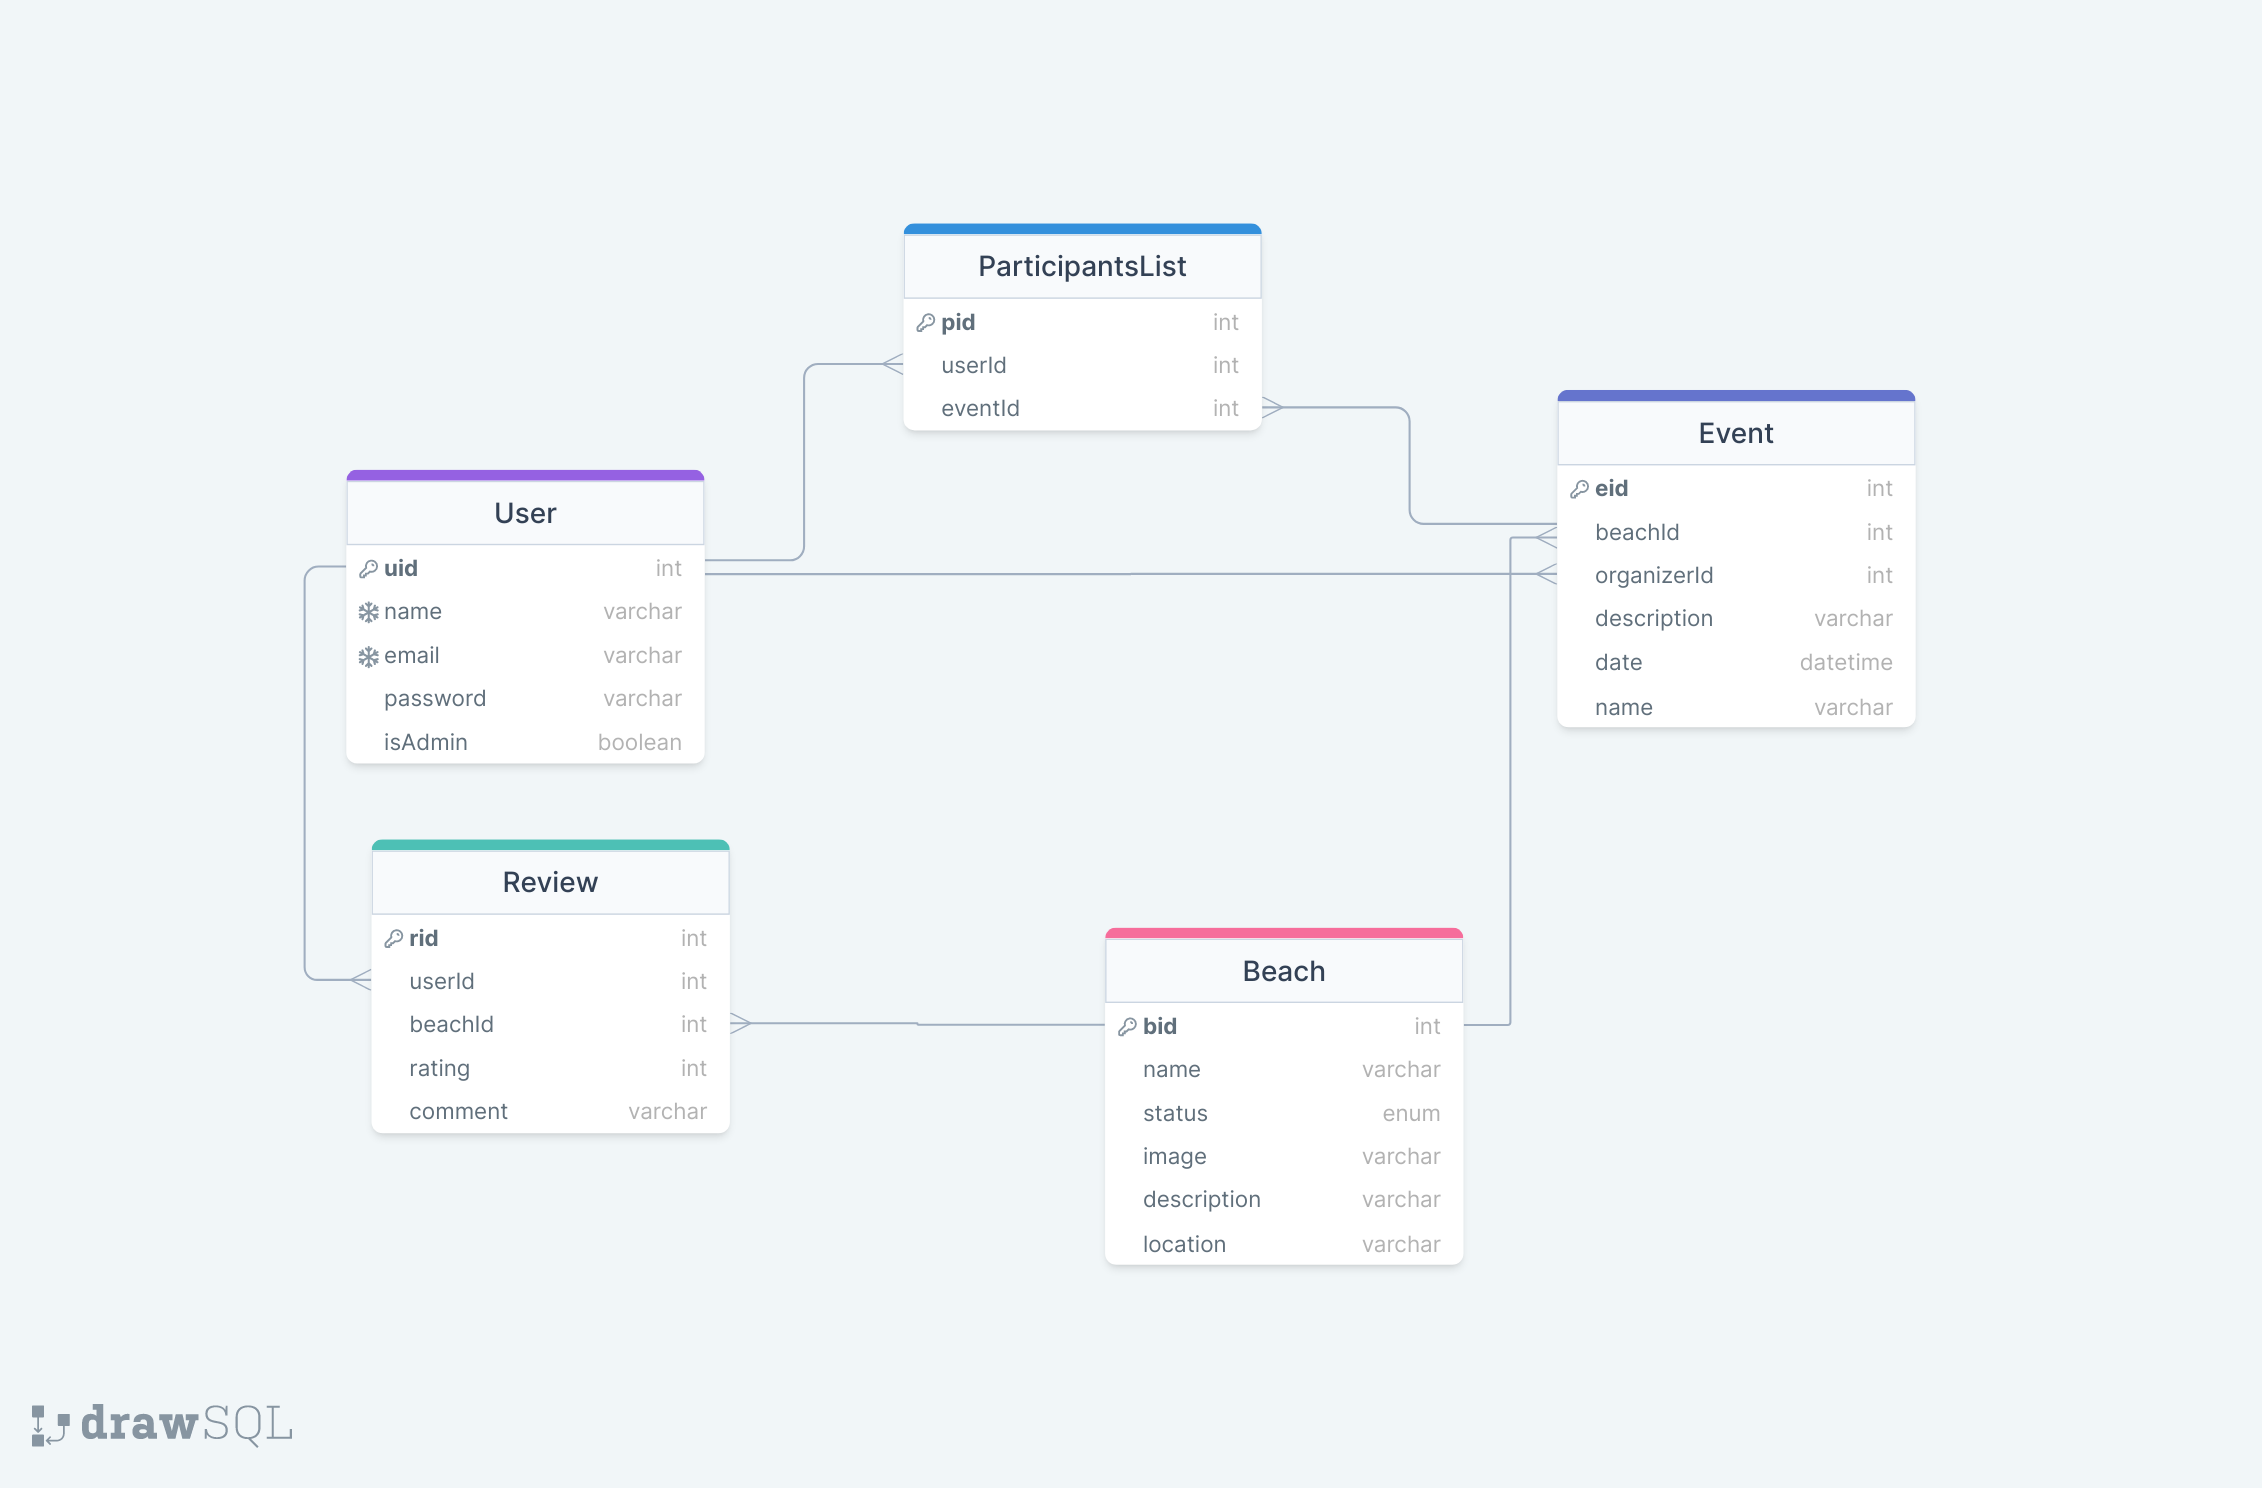 ParticipantsList
pid int
userId int
eventId int
Event
eid int
beachId int
organizerId int
description varchar
date datetime
name varchar
User
uid int
name varchar
email varchar
password varchar
isAdmin boolean
Review
rid int
userId int
beachId int
rating int
comment varchar
Beach
bid int
name varchar
status enum
image varchar
description varchar
location varchar
drawSQL